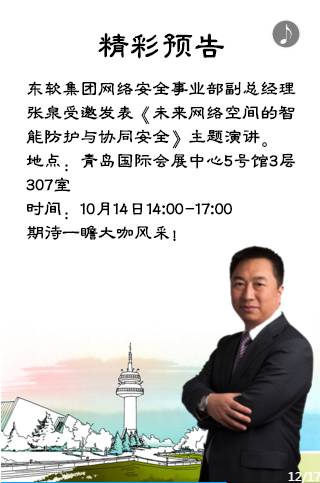 精彩预告
东软集团网络安全事业部副总经理
张泉受邀发表《未来网络空间的智
能防护与协同安全》主题演讲。
地点：青岛国际会展中心5号馆3层
307室
时间：10月14日14:00-17:00
期待一瞻大咖风采！
12/17